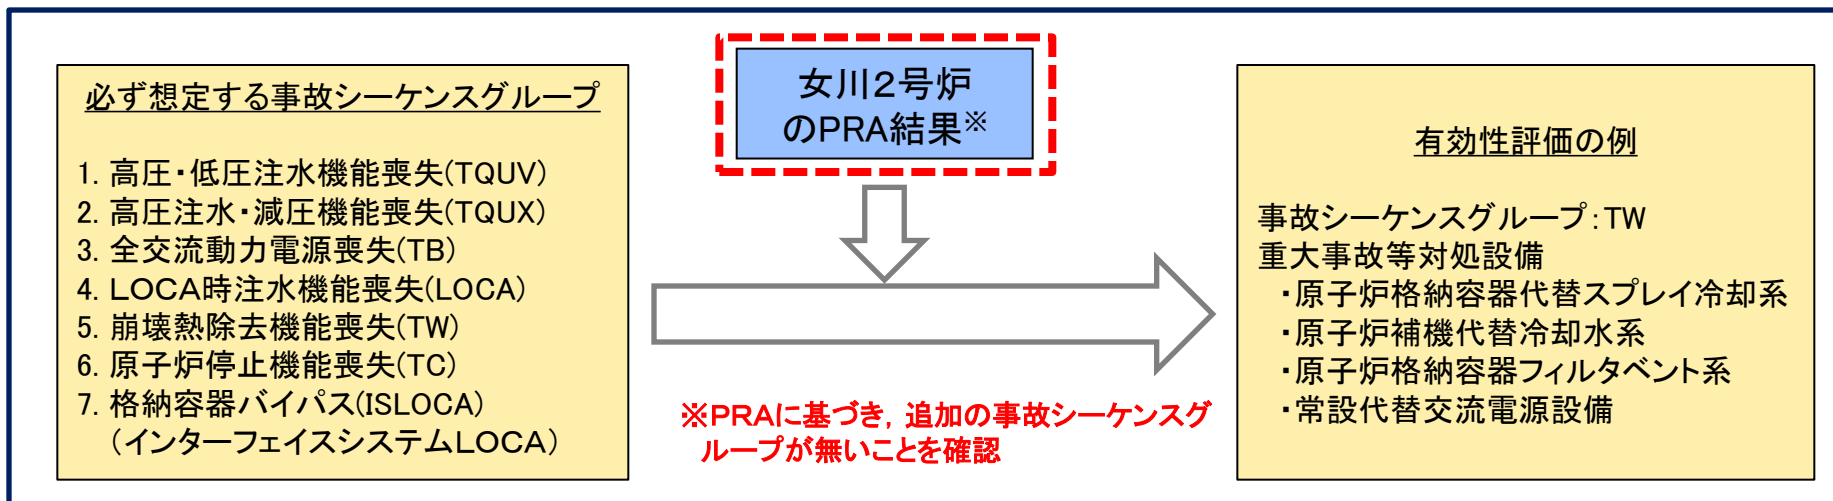 必ず想定する事故シーケンスグループ
1. 高圧・低圧注水機能喪失(TQUV)
2. 高圧注水・減圧機能喪失(TQUX)
3. 全交流動力電源喪失(TB)
4. LOCA時注水機能喪失(LOCA)
5. 崩壊熱除去機能喪失(TW)
6. 原子炉停止機能喪失(TC)
7. 格納容器バイパス(ISLOCA)
（インターフェイスシステムLOCA）
女川2号炉
のPRA結果※
※PRAに基づき，追加の事故シーケンスグ
ループが無いことを確認
有効性評価の例
事故シーケンスグループ：TW
重大事故等対処設備
・原子炉格納容器代替スプレイ冷却系
・原子炉補機代替冷却水系
・原子炉格納容器フィルタベント系
・常設代替交流電源設備